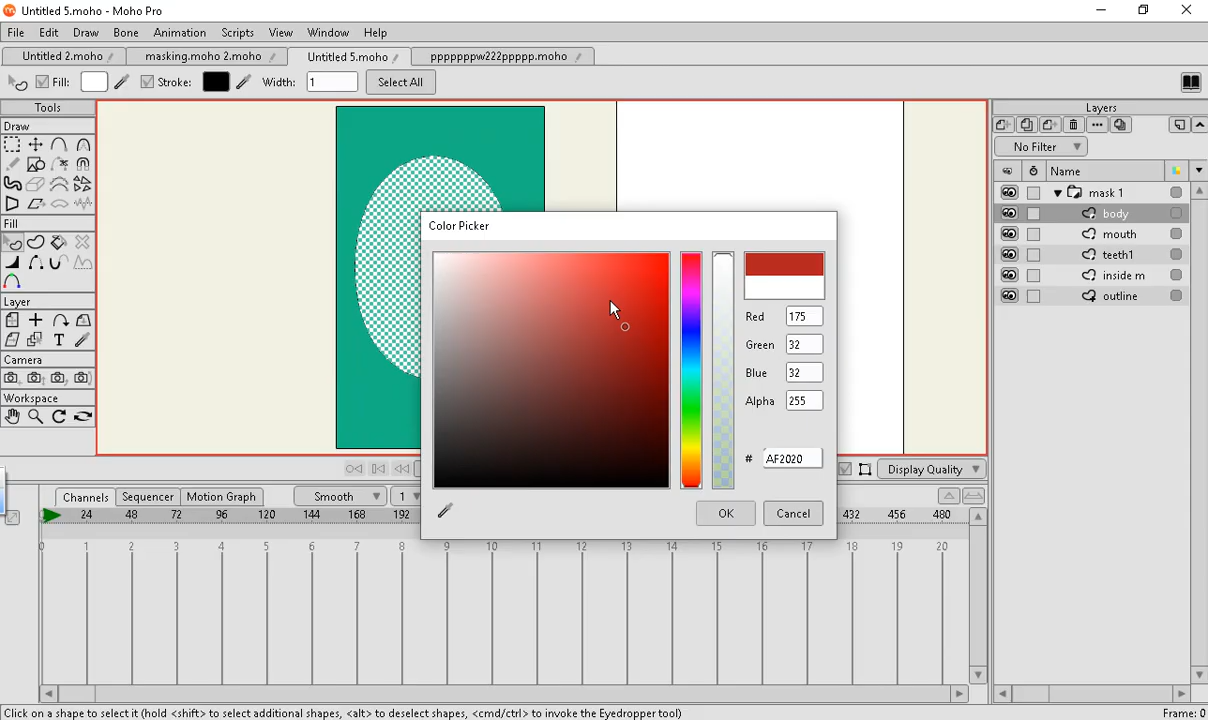 Untitled 5.moho - Moho Pro
File Edit Draw Bone Animation Scripts View Window Help
Untitled 2.moho masking.moho 2.moho Untitled 5.moho pppppppw222ppppp.moho
Fill: Stroke: Width: 1 Select All
Tools
Draw
Fill
Layer
Camera
Workspace
Layers
No Filter
Name
mask 1
body
mouth
teeth1
inside m
outline
Color Picker
Red 175
Green 32
Blue 32
Alpha 255
# AF2020
OK Cancel
Display Quality
Channels Sequencer Motion Graph Smooth 1
24 48 72 96 120 144 168 192 432 456 480
0 1 2 3 4 5 6 7 8 9 10 11 12 13 14 15 16 17 18 19 20
Click on a shape to select it (hold <shift> to select additional shapes, <alt> to deselect shapes, <cmd/ctrl> to invoke the Eyedropper tool)
Frame: 0